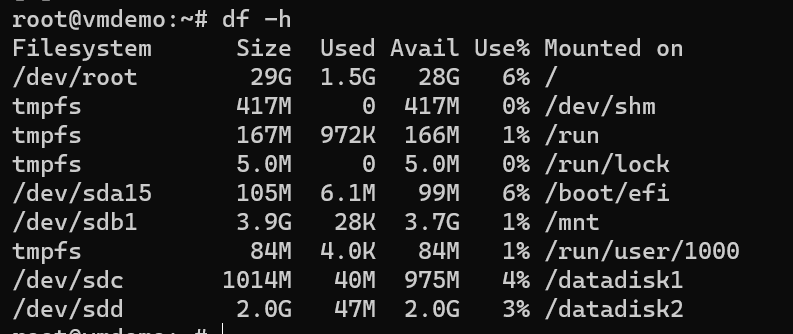 root@vmdemo:~# df -h
Filesystem      Size  Used Avail Use% Mounted on
/dev/root        29G  1.5G   28G   6% /
tmpfs           417M     0  417M   0% /dev/shm
tmpfs           167M  972K  166M   1% /run
tmpfs           5.0M     0  5.0M   0% /run/lock
/dev/sda15      105M  6.1M   99M   6% /boot/efi
/dev/sdb1       3.9G   28K  3.7G   1% /mnt
tmpfs            84M  4.0K   84M   1% /run/user/1000
/dev/sdc       1014M   40M  975M   4% /datadisk1
/dev/sdd        2.0G   47M  2.0G   3% /datadisk2
root@vmdemo:~#